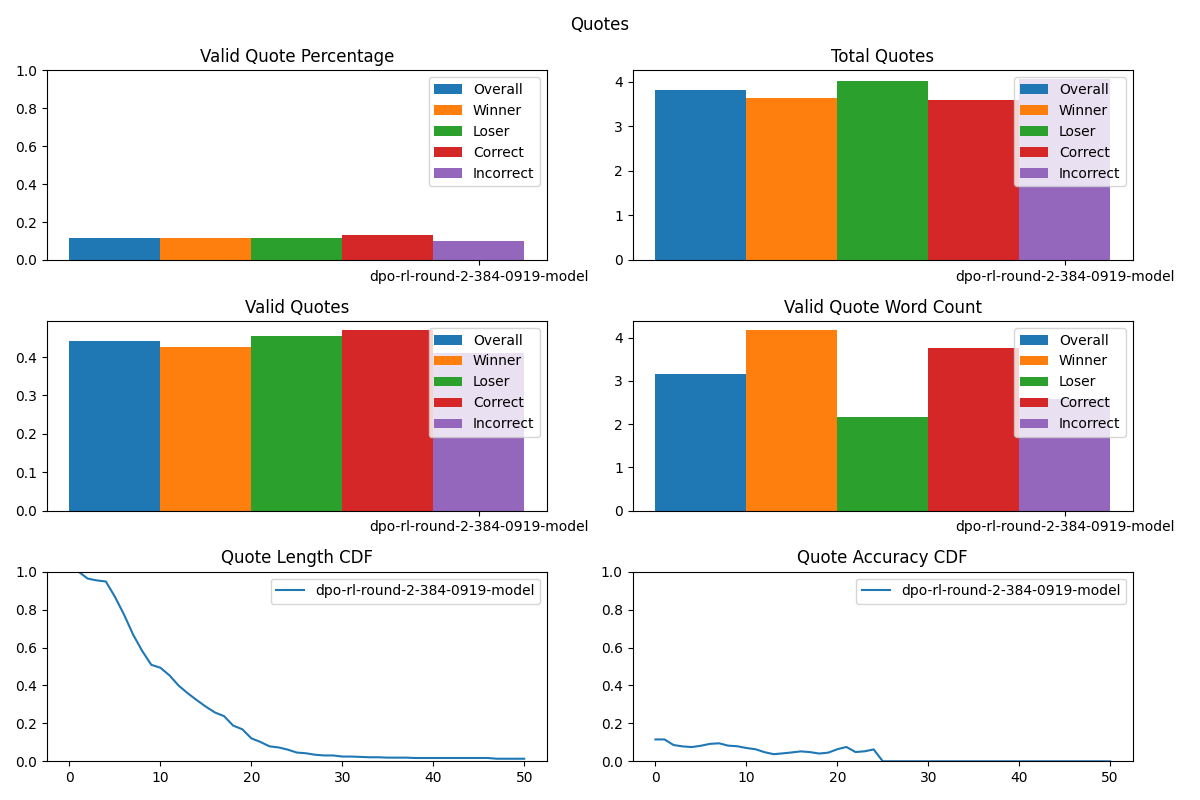 Quotes
Valid Quote Percentage
1.0
0.8
0.6
0.4
0.2
0.0
Overall
Winner
Loser
Correct
Incorrect
dpo-rl-round-2-384-0919-model
Total Quotes
4
3
2
1
0
Overall
Winner
Loser
Correct
Incorrect
dpo-rl-round-2-384-0919-model
Valid Quotes
0.4
0.3
0.2
0.1
0.0
Overall
Winner
Loser
Correct
Incorrect
dpo-rl-round-2-384-0919-model
Valid Quote Word Count
4
3
2
1
0
Overall
Winner
Loser
Correct
Incorrect
dpo-rl-round-2-384-0919-model
Quote Length CDF
1.0
0.8
0.6
0.4
0.2
0.0
dpo-rl-round-2-384-0919-model
0 10 20 30 40 50
Quote Accuracy CDF
1.0
0.8
0.6
0.4
0.2
0.0
dpo-rl-round-2-384-0919-model
0 10 20 30 40 50